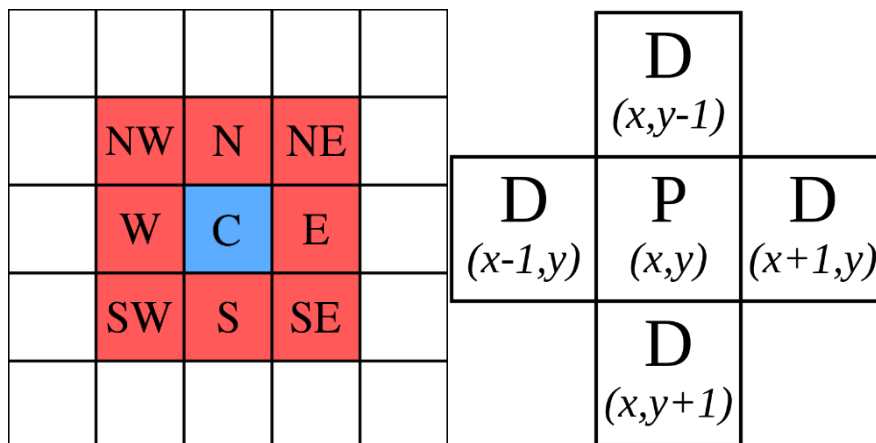 NW N NE
W C E
SW S SE
D
(x,y-1)
D P D
(x-1,y) (x,y) (x+1,y)
D
(x,y+1)